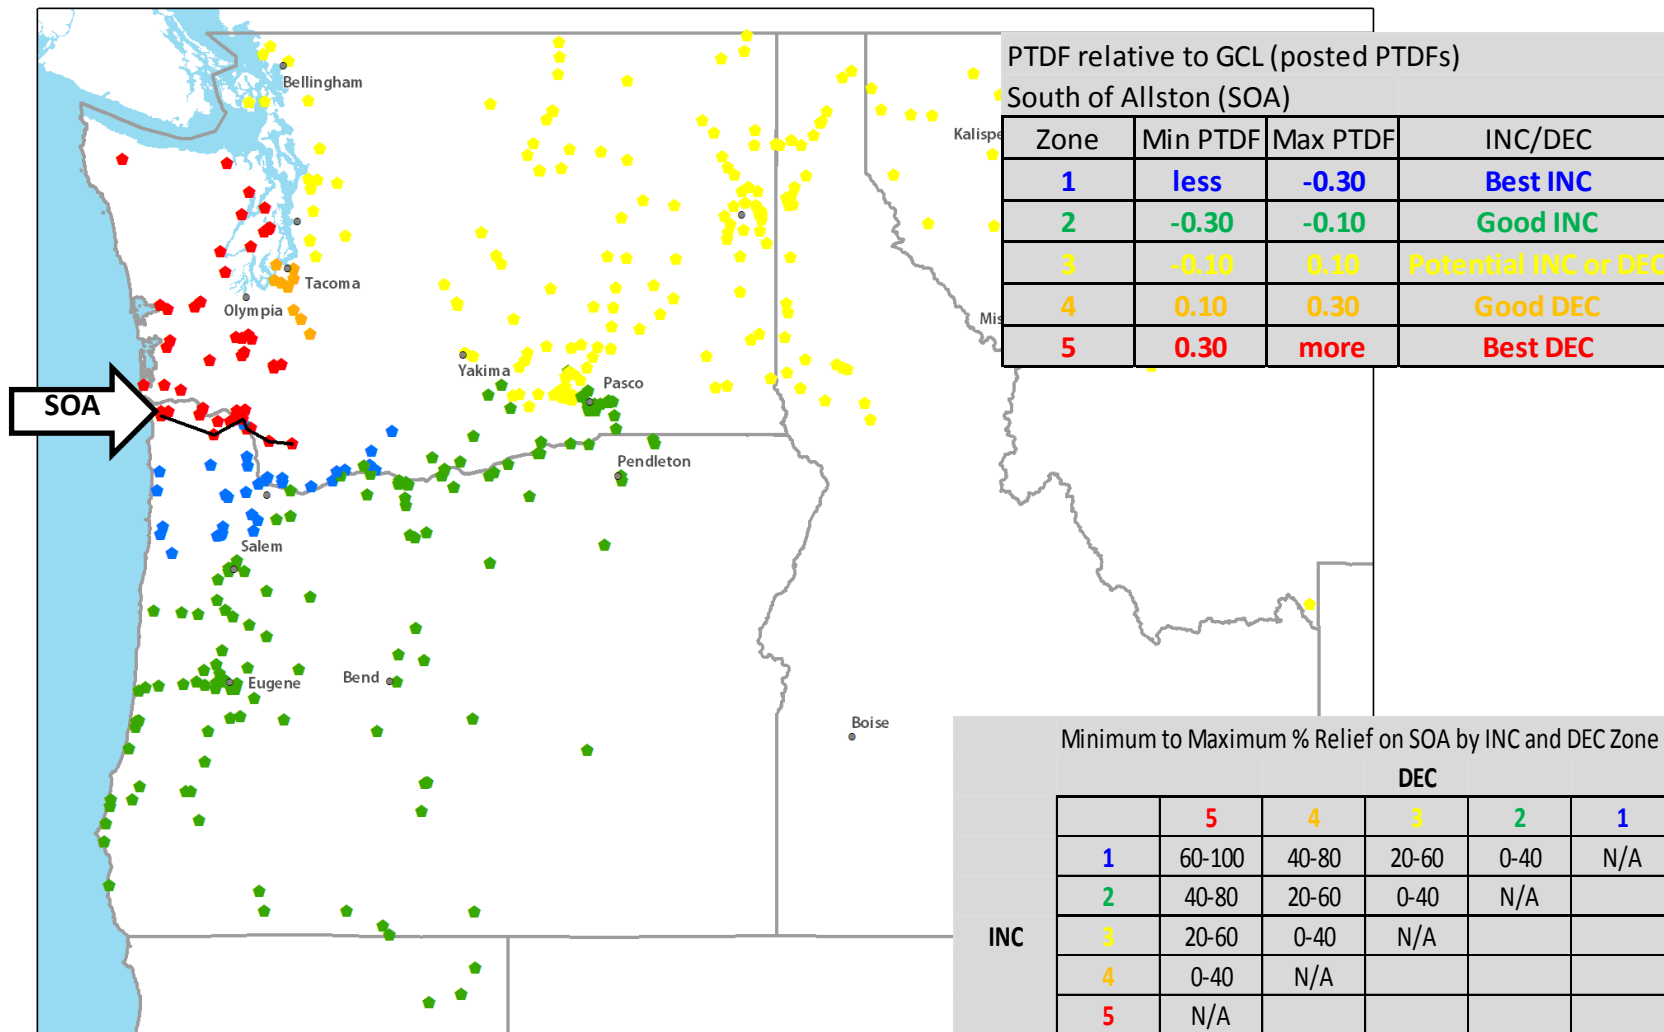 Bellingham
Tacoma
Olympia
Yakima
Pasco
Pendleton
Salem
Eugene
Bend
Boise
Kalispe
Mis
SOA
PTDF relative to GCL (posted PTDFs)
South of Allston (SOA)
Zone Min PTDF Max PTDF INC/DEC
1 less -0.30 Best INC
2 -0.30 -0.10 Good INC
3 -0.10 0.10 Potential INC or DEC
4 0.10 0.30 Good DEC
5 0.30 more Best DEC
Minimum to Maximum % Relief on SOA by INC and DEC Zone
DEC
5 4 3 2 1
1 60-100 40-80 20-60 0-40 N/A
2 40-80 20-60 0-40 N/A
INC 3 20-60 0-40 N/A
4 0-40 N/A
5 N/A